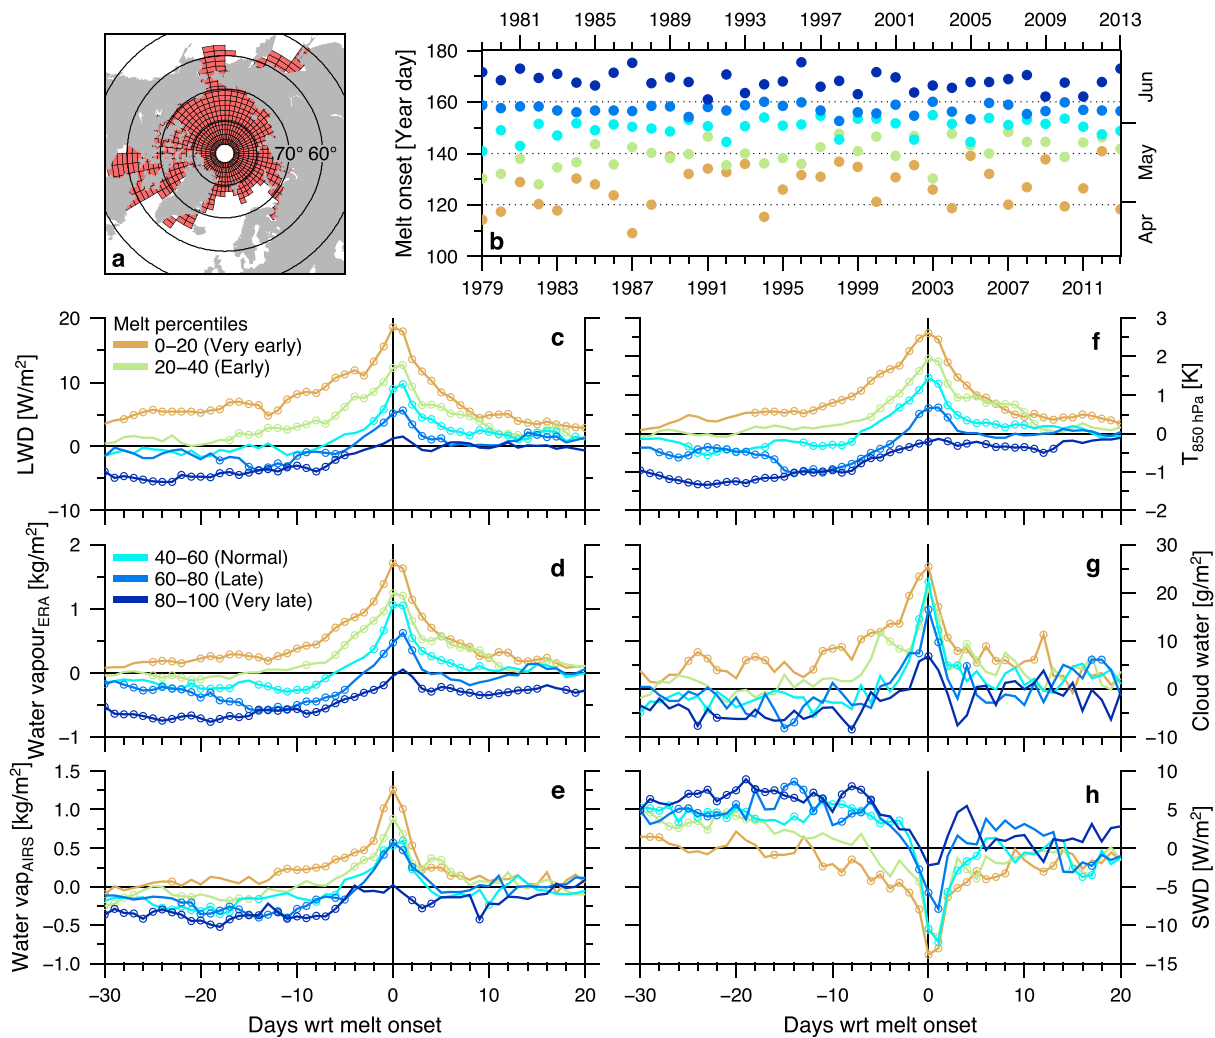 70° 60°
a
1981 1985 1989 1993 1997 2001 2005 2009 2013
Melt onset [Year day]
180
160
140
120
100
b
Jun
May
Apr
1979 1983 1987 1991 1995 1999 2003 2007 2011
LWD [W/m²]
20
10
0
−10
Melt percentiles
0−20 (Very early)
20−40 (Early)
c
f
3
2
1
0
−1
−2
T850 hPa [K]
Water vapourERA [kg/m²]
2
1
0
−1
40−60 (Normal)
60−80 (Late)
80−100 (Very late)
d
g
30
20
10
0
−10
Cloud water [g/m²]
Water vapAIRS [kg/m²]
1.5
1.0
0.5
0.0
−0.5
−1.0
e
h
10
5
0
−5
−10
−15
SWD [W/m²]
−30 −20 −10 0 10 20
Days wrt melt onset
−30 −20 −10 0 10 20
Days wrt melt onset